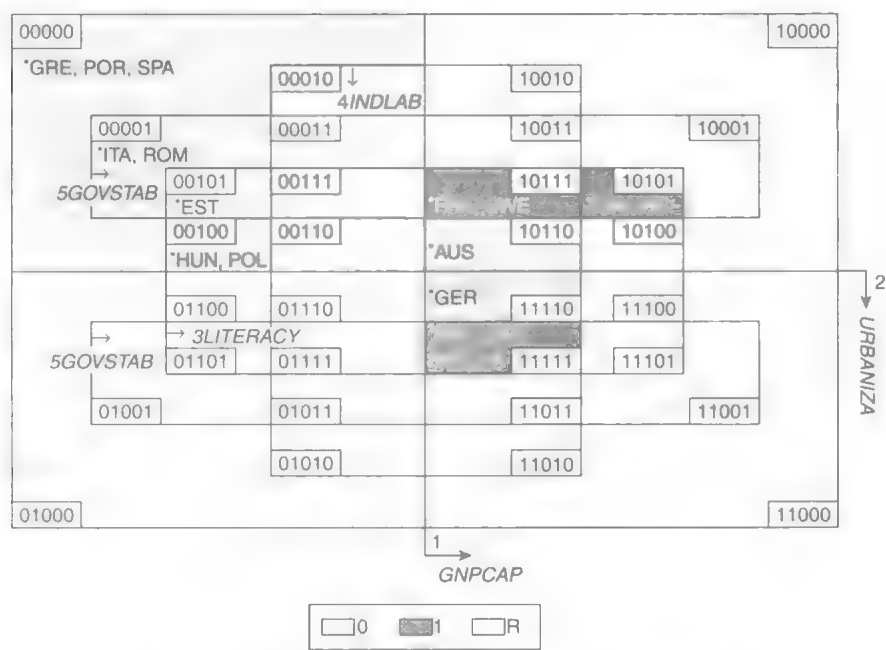 00000 10000
*GRE, POR, SPA
00010 ↓ 10010
4INDLAB
00001 00011 10011 10001
*ITA, ROM
→ 00101 00111 10111 10101
5GOVSTAB
*EST
00100 00110 10110 10100
*HUN, POL *AUS
2
*GER
01100 01110 11110 11100
→ → 3LITERACY
5GOVSTAB 01101 01111 11111 11101
URBANIZA
01001 01011 11011 11001
01010 11010
01000 11000
1
GNPCAP
0 1 R